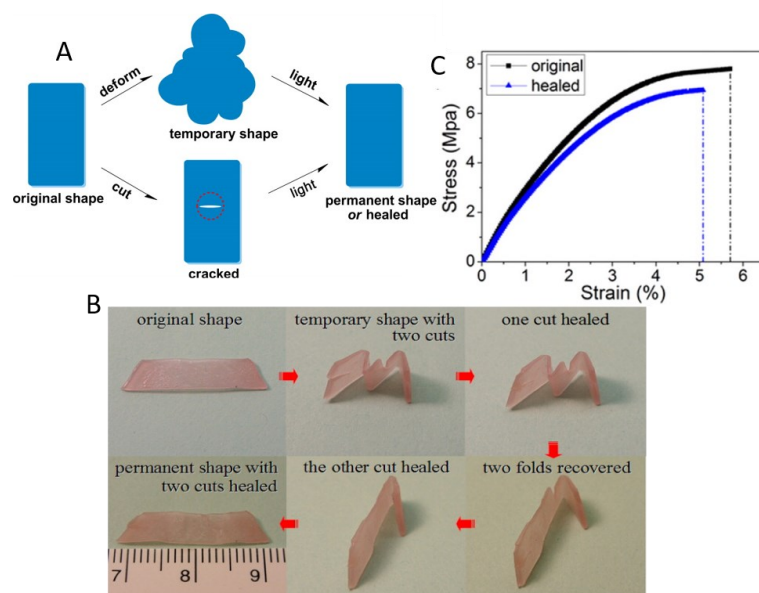 A
deform
light
temporary shape
original shape
cut
light
permanent shape
or healed
cracked
C
original
healed
8
6
4
2
0
Stress (Mpa)
0 1 2 3 4 5 6
Strain (%)
B
original shape
temporary shape with
two cuts
one cut healed
permanent shape with
two cuts healed
the other cut healed
two folds recovered
7 8 9